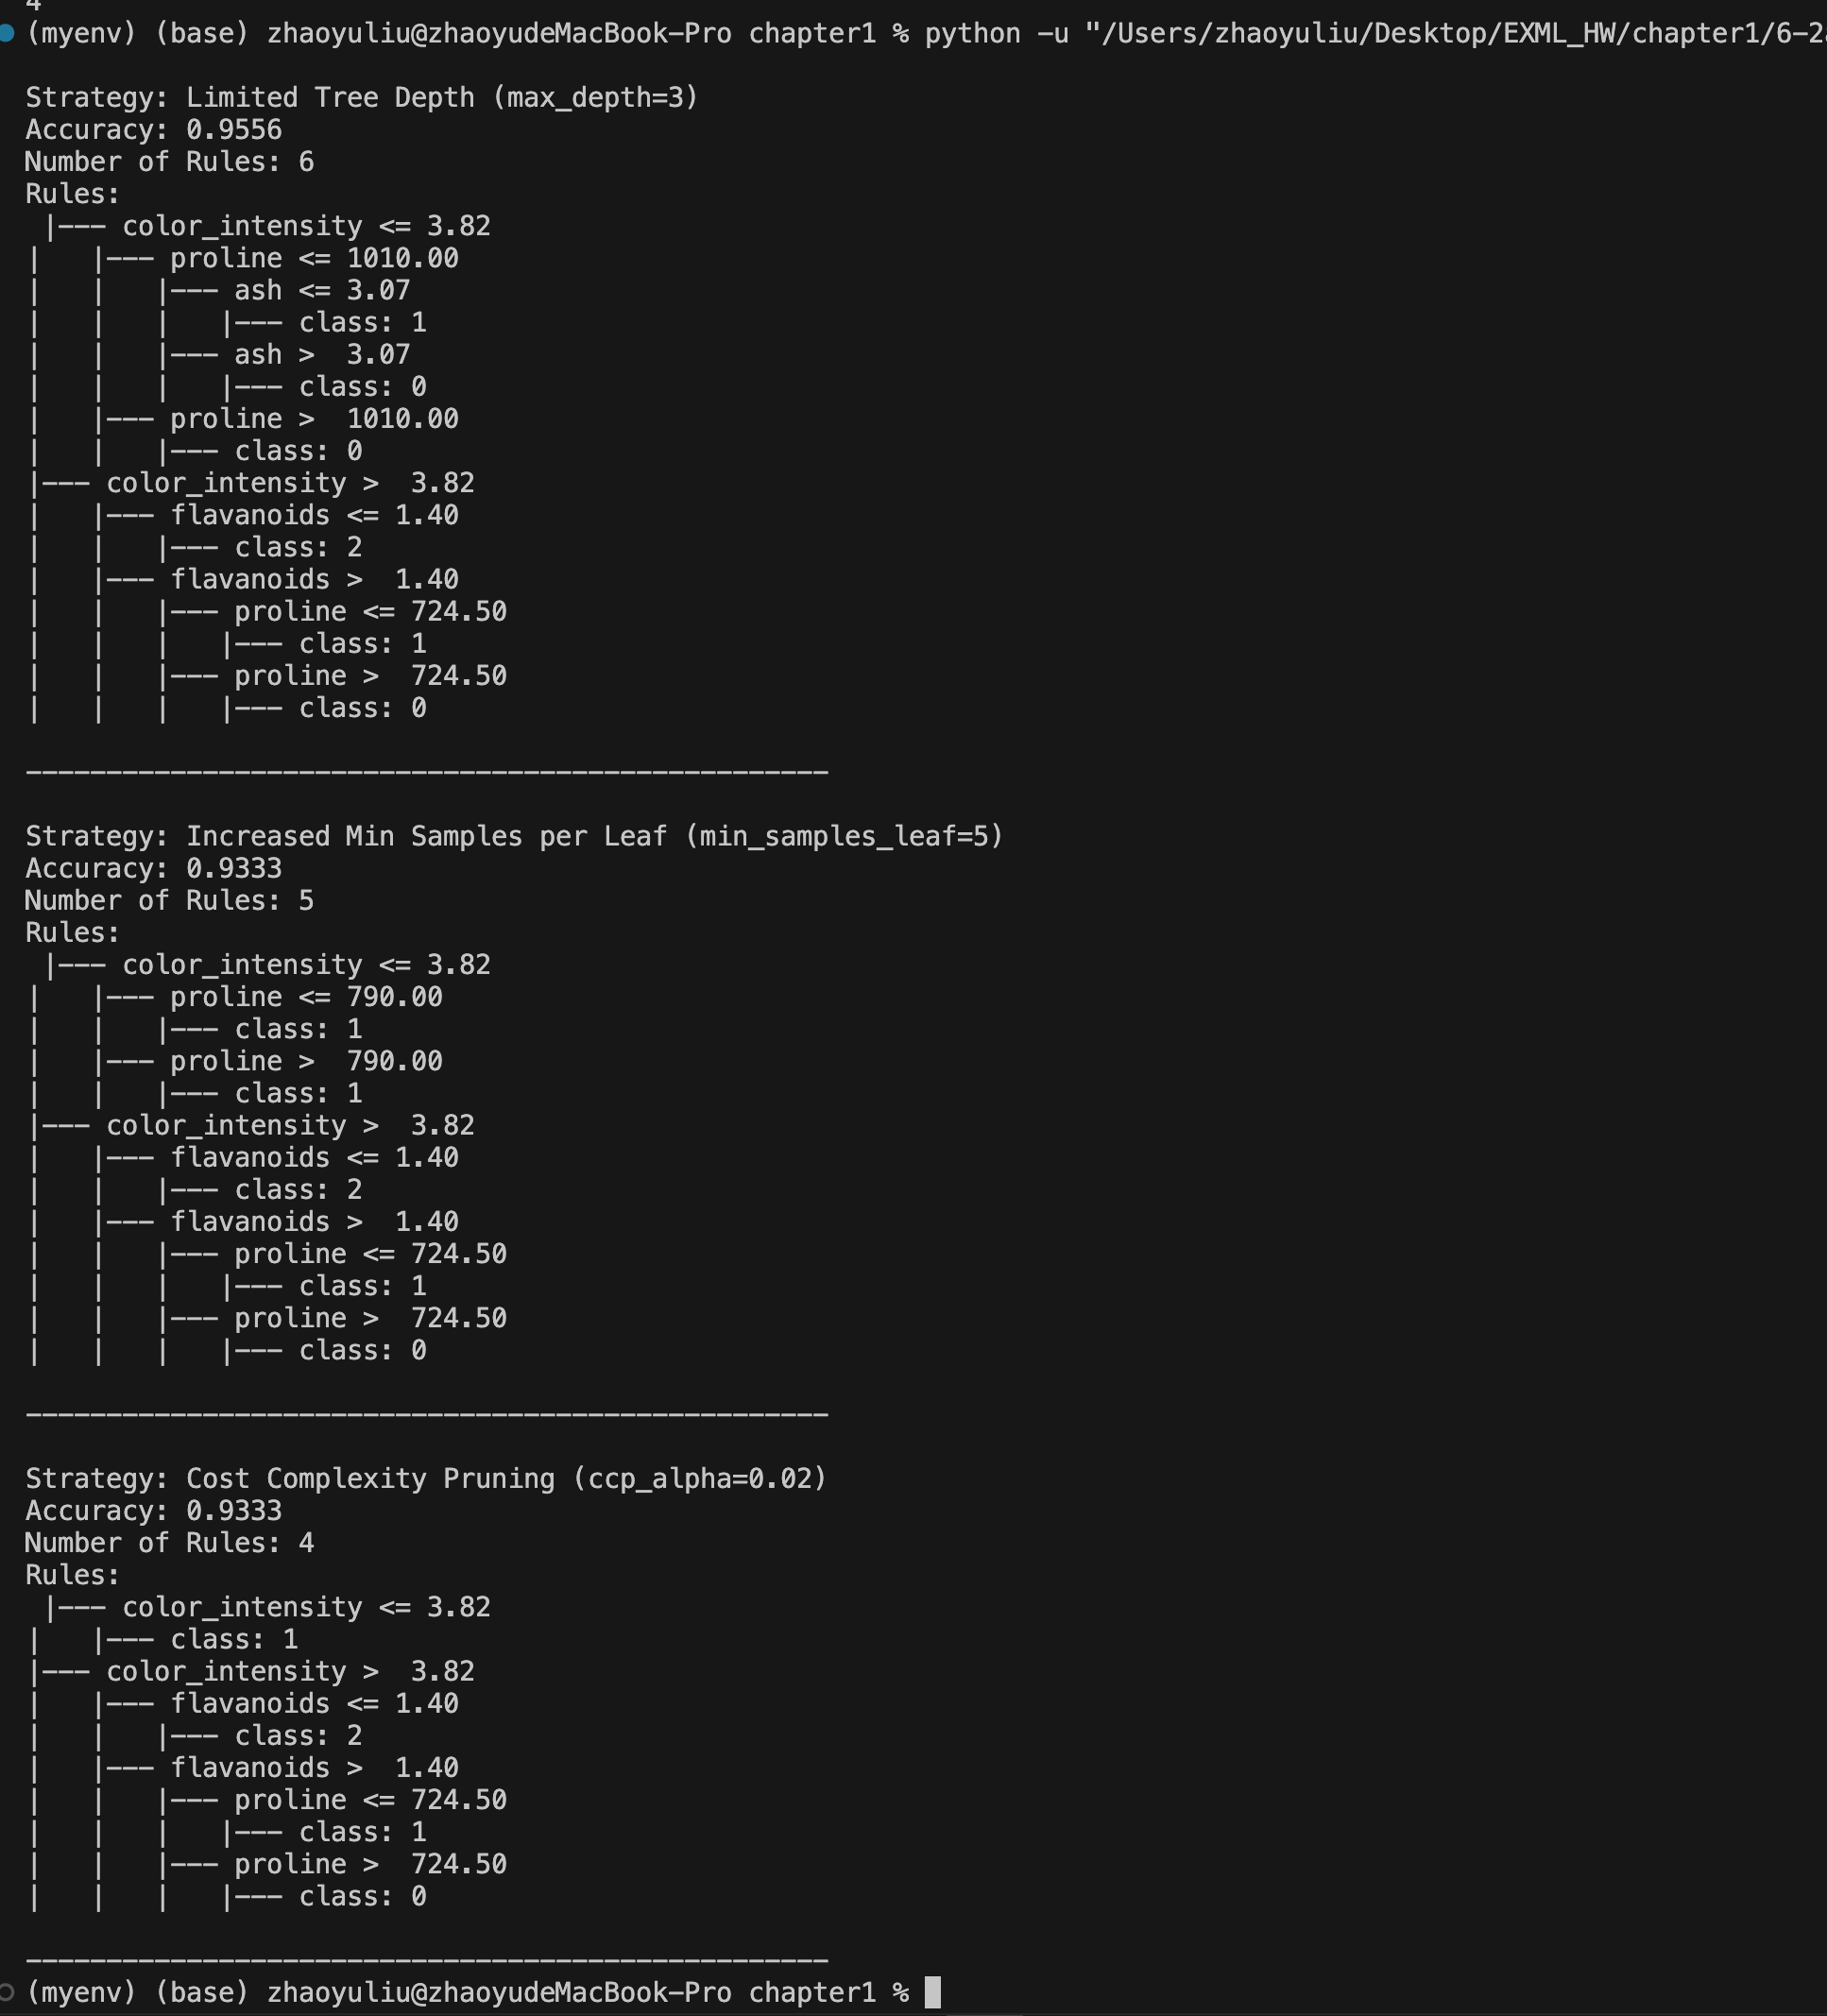 4
(myenv) (base) zhaoyuliu@zhaoyudeMacBook-Pro chapter1 % python -u "/Users/zhaoyuliu/Desktop/EXML_HW/chapter1/6-2
Strategy: Limited Tree Depth (max_depth=3)
Accuracy: 0.9556
Number of Rules: 6
Rules:
 |--- color_intensity <= 3.82
|   |--- proline <= 1010.00
|   |   |--- ash <= 3.07
|   |   |   |--- class: 1
|   |   |--- ash >  3.07
|   |   |   |--- class: 0
|   |--- proline >  1010.00
|   |   |--- class: 0
|--- color_intensity >  3.82
|   |--- flavanoids <= 1.40
|   |   |--- class: 2
|   |--- flavanoids >  1.40
|   |   |--- proline <= 724.50
|   |   |   |--- class: 1
|   |   |--- proline >  724.50
|   |   |   |--- class: 0
--------------------------------------------------
Strategy: Increased Min Samples per Leaf (min_samples_leaf=5)
Accuracy: 0.9333
Number of Rules: 5
Rules:
 |--- color_intensity <= 3.82
|   |--- proline <= 790.00
|   |   |--- class: 1
|   |--- proline >  790.00
|   |   |--- class: 1
|--- color_intensity >  3.82
|   |--- flavanoids <= 1.40
|   |   |--- class: 2
|   |--- flavanoids >  1.40
|   |   |--- proline <= 724.50
|   |   |   |--- class: 1
|   |   |--- proline >  724.50
|   |   |   |--- class: 0
--------------------------------------------------
Strategy: Cost Complexity Pruning (ccp_alpha=0.02)
Accuracy: 0.9333
Number of Rules: 4
Rules:
 |--- color_intensity <= 3.82
|   |--- class: 1
|--- color_intensity >  3.82
|   |--- flavanoids <= 1.40
|   |   |--- class: 2
|   |--- flavanoids >  1.40
|   |   |--- proline <= 724.50
|   |   |   |--- class: 1
|   |   |--- proline >  724.50
|   |   |   |--- class: 0
--------------------------------------------------
(myenv) (base) zhaoyuliu@zhaoyudeMacBook-Pro chapter1 %